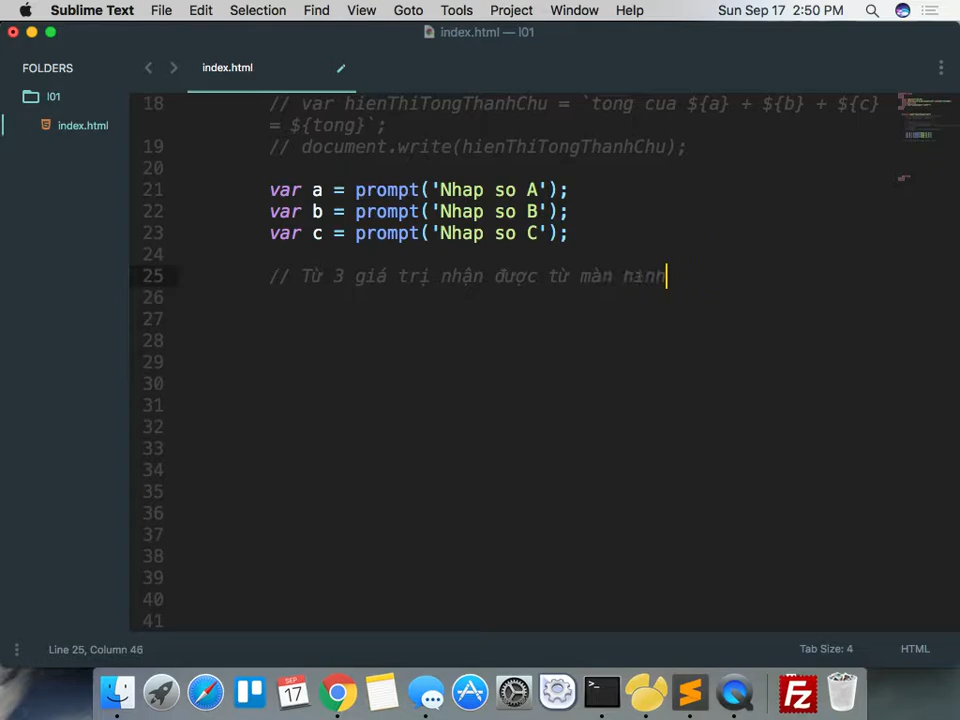 Sublime Text File Edit Selection Find View Goto Tools Project Window Help Sun Sep 17 2:50 PM
index.html — l01
FOLDERS
index.html
l01
index.html
18 // var hienThiTongThanhChu = `tong cua ${a} + ${b} + ${c}
= ${tong}`;
19 // document.write(hienThiTongThanhChu);
20
21 var a = prompt('Nhap so A');
22 var b = prompt('Nhap so B');
23 var c = prompt('Nhap so C');
24
25 // Từ 3 giá trị nhận được từ màn hình
26
27
28
29
30
31
32
33
34
35
36
37
38
39
40
41
Line 25, Column 46 Tab Size: 4 HTML
SEP
17
Fz